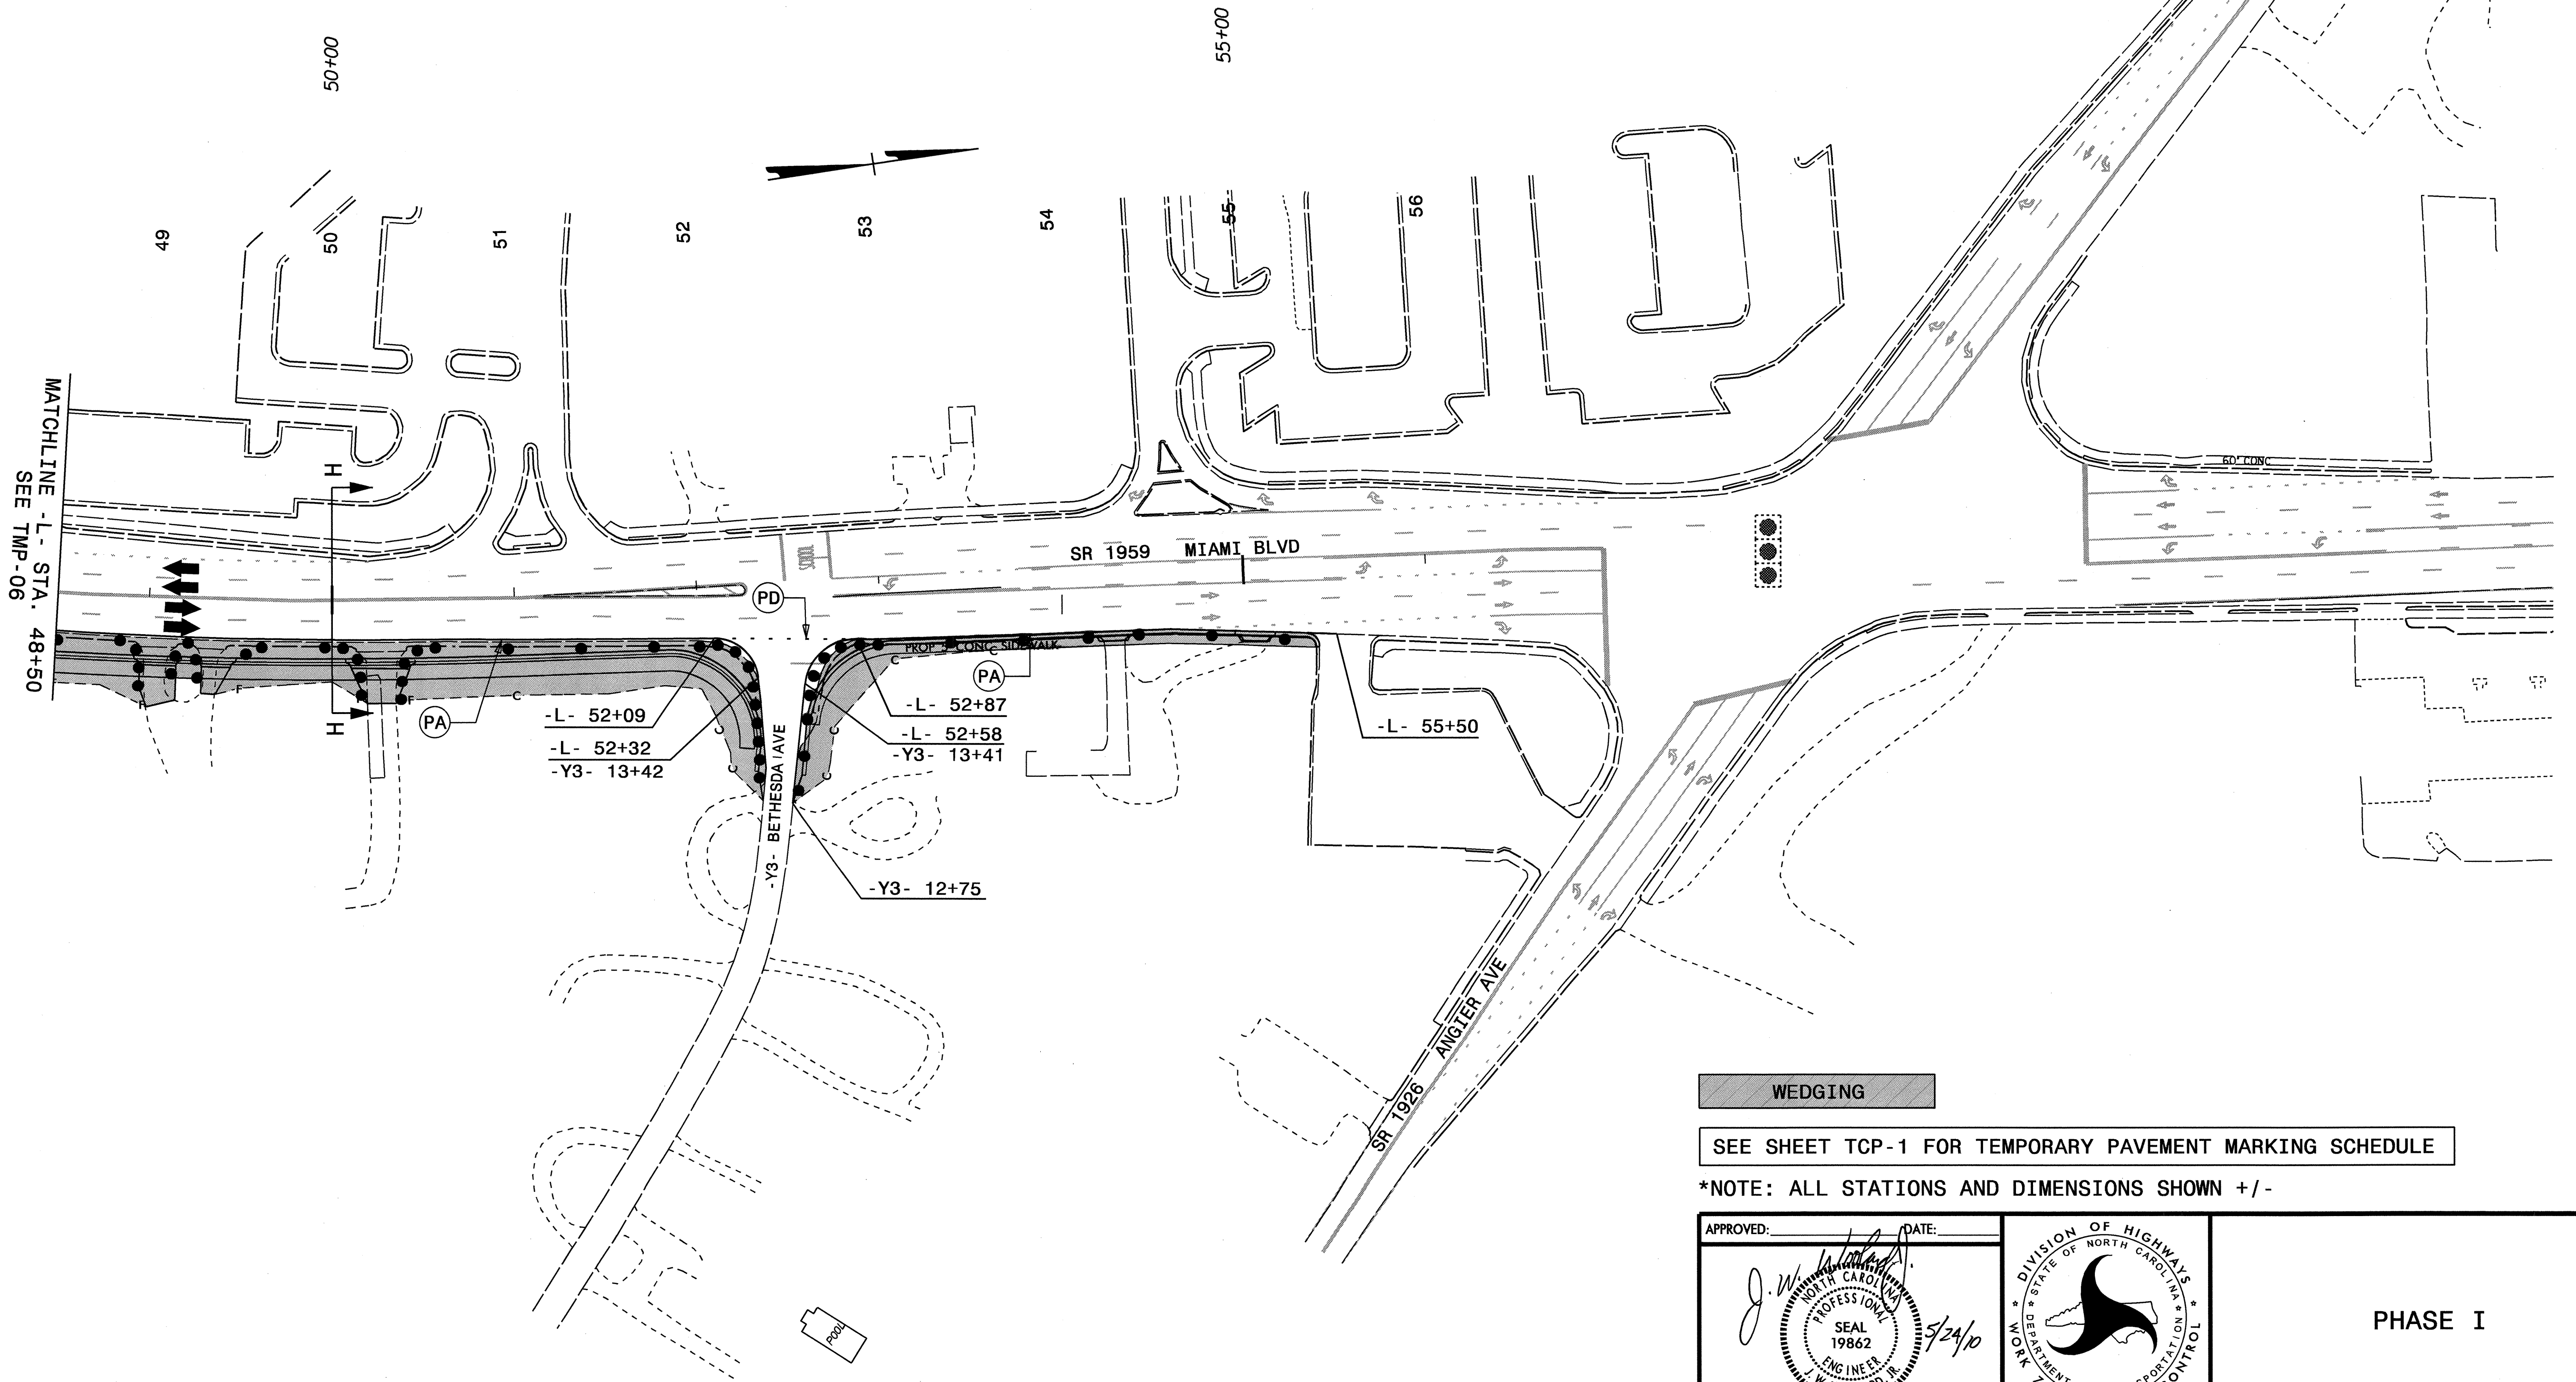 50+00
55+00
49
50
51
52
53
54
55
56
MATCHLINE -L- STA. 48+50
SEE TMP-06
H
H
60' CONC
SR 1959 MIAMI BLVD
SCHOOL
PD
PROP 5' CONC SIDEWALK
C
F
F
F
C
C
C
C
C
C
PA
PA
-L- 52+09
-L- 52+32
-Y3- 13+42
-L- 52+87
-L- 52+58
-Y3- 13+41
-L- 55+50
-Y3- BETHESDA AVE
-Y3- 12+75
SR 1926 ANGIER AVE
POOL
WEDGING
SEE SHEET TCP-1 FOR TEMPORARY PAVEMENT MARKING SCHEDULE
*NOTE: ALL STATIONS AND DIMENSIONS SHOWN +/-
APPROVED: DATE:
NORTH CAROLINA
PROFESSIONAL
SEAL
19862
ENGINEER
5/24/10
DIVISION OF HIGHWAYS
STATE OF NORTH CAROLINA
WORK
CONTROL
PHASE I